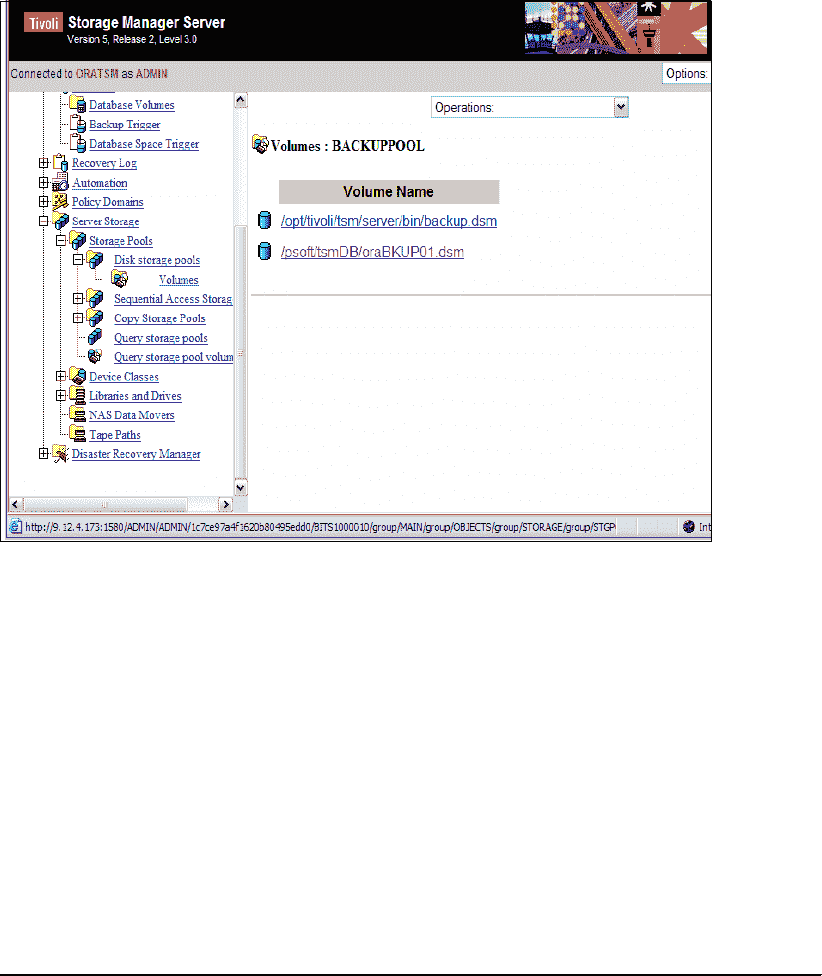 Tivoli Storage Manager Server
Version 5, Release 2, Level 3.0
Connected to ORATSM as ADMIN
Options:
Database Volumes
Backup Trigger
Database Space Trigger
Recovery Log
Automation
Policy Domains
Server Storage
Storage Pools
Disk storage pools
Volumes
Sequential Access Storag
Copy Storage Pools
Query storage pools
Query storage pool volum
Device Classes
Libraries and Drives
NAS Data Movers
Tape Paths
Disaster Recovery Manager
Operations:
Volumes : BACKUPPOOL
Volume Name
/opt/tivoli/tsm/server/bin/backup.dsm
/psoft/tsmDB/oraBKUP01.dsm
http://9.12.4.173:1580/ADMIN/ADMIN/1c7ce97a4f1620b80495edd0/BITS1000010/group/MAIN/group/OBJECTS/group/STORAGE/group/STGP
Int